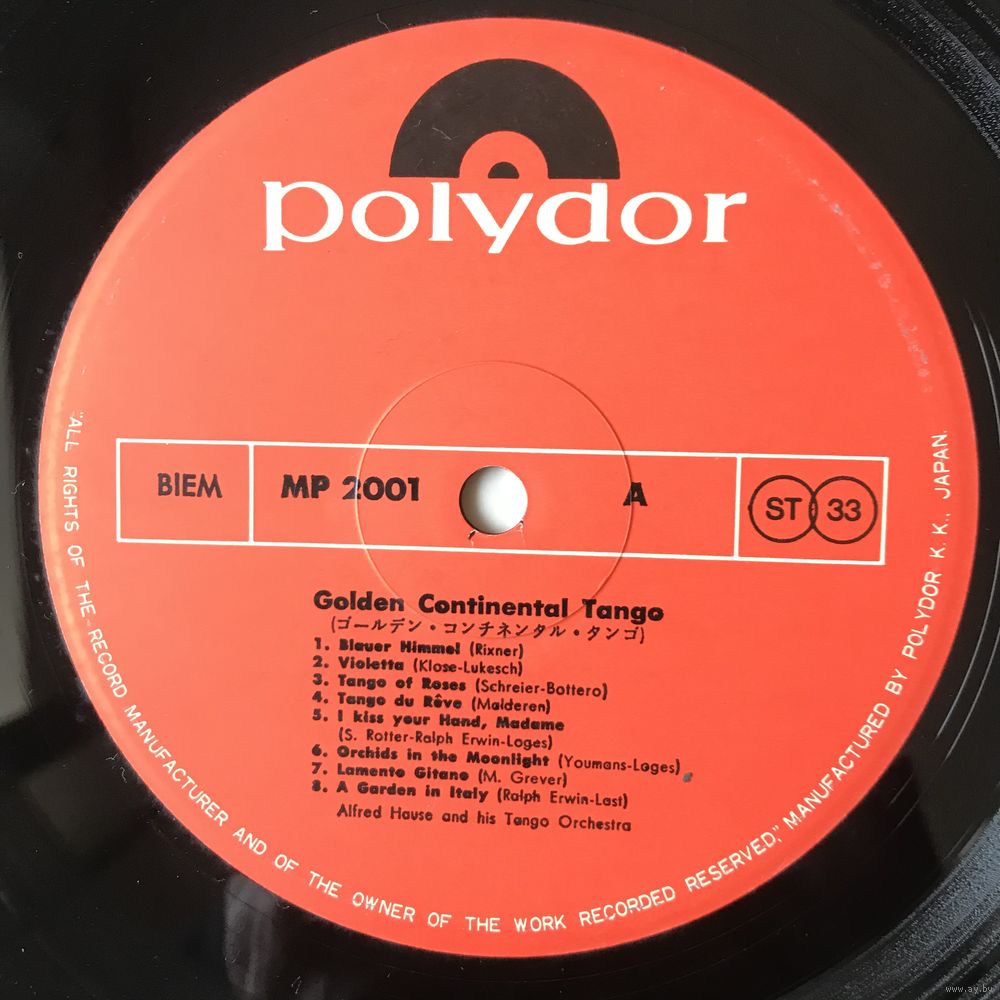 polydor
BIEM
MP 2001
A
ST 33
Golden Continental Tango
(ゴールデン・コンチネンタル・タンゴ)
1. Blauer Himmel (Rixner)
2. Violetta (Klose-Lukesch)
3. Tango of Roses (Schreier-Bottero)
4. Tango du Rêve (Malderen)
5. I kiss your Hand, Madame
(S. Rotter-Ralph Erwin-Loges)
6. Orchids in the Moonlight (Youmans-Loges)
7. Lamento Gitano (M. Grever)
8. A Garden in Italy (Ralph Erwin-Last)
Alfred Hause and his Tango Orchestra
"ALL RIGHTS OF THE RECORD MANUFACTURER AND OF THE OWNER OF THE WORK RECORDED RESERVED," MANUFACTURED BY POLYDOR K.K., JAPAN.
www.ay.by